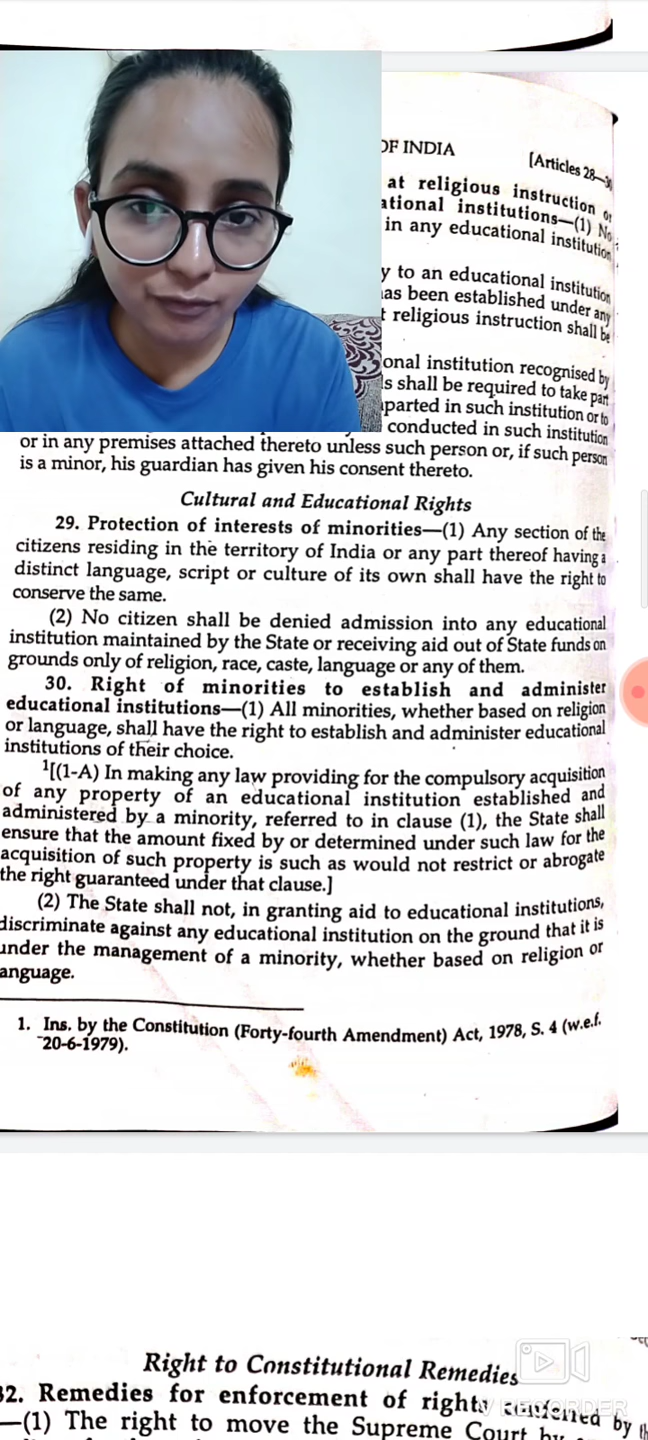 OF INDIA
[Articles 28—30
at religious instruction or
ational institutions—(1) No
in any educational institution
y to an educational institution
as been established under any
t religious instruction shall be
onal institution recognised by
s shall be required to take part
parted in such institution or to
conducted in such institution
or in any premises attached thereto unless such person or, if such person
is a minor, his guardian has given his consent thereto.
Cultural and Educational Rights
29. Protection of interests of minorities—(1) Any section of the
citizens residing in the territory of India or any part thereof having a
distinct language, script or culture of its own shall have the right to
conserve the same.
(2) No citizen shall be denied admission into any educational
institution maintained by the State or receiving aid out of State funds on
grounds only of religion, race, caste, language or any of them.
30. Right of minorities to establish and administer
educational institutions—(1) All minorities, whether based on religion
or language, shall have the right to establish and administer educational
institutions of their choice.
1[(1-A) In making any law providing for the compulsory acquisition
of any property of an educational institution established and
administered by a minority, referred to in clause (1), the State shall
ensure that the amount fixed by or determined under such law for the
acquisition of such property is such as would not restrict or abrogate
the right guaranteed under that clause.]
(2) The State shall not, in granting aid to educational institutions,
discriminate against any educational institution on the ground that it is
under the management of a minority, whether based on religion or
anguage.
1. Ins. by the Constitution (Forty-fourth Amendment) Act, 1978, S. 4 (w.e.f.
20-6-1979).
Right to Constitutional Remedies
32. Remedies for enforcement of rights conferred by
V RECORDER
—(1) The right to move the Supreme Court by